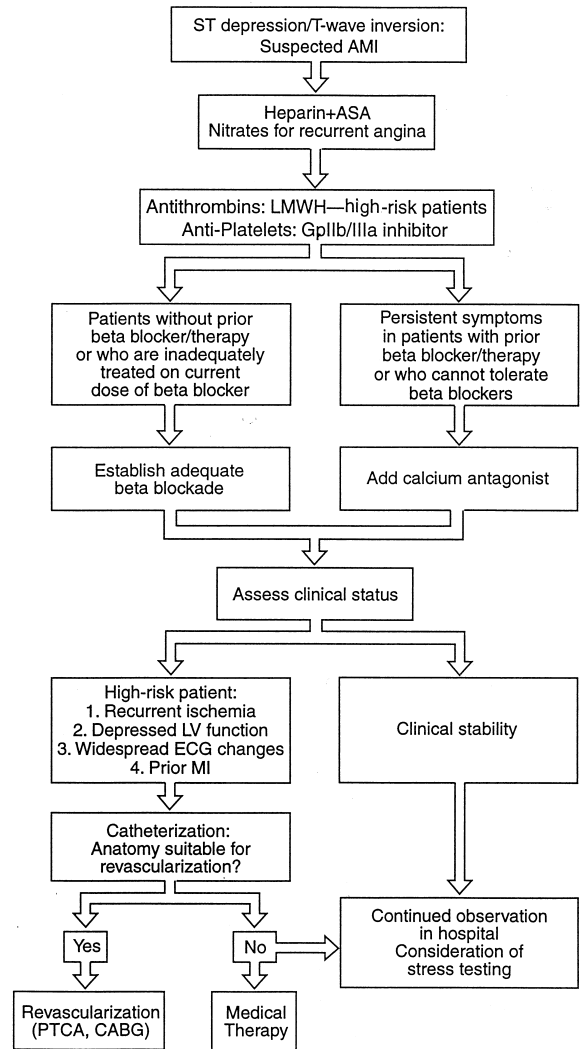 ST depression/T-wave inversion:
Suspected AMI
Heparin+ASA
Nitrates for recurrent angina
Antithrombins: LMWH—high-risk patients
Anti-Platelets: GpIIb/IIIa inhibitor
Patients without prior
beta blocker/therapy
or who are inadequately
treated on current
dose of beta blocker
Persistent symptoms
in patients with prior
beta blocker/therapy
or who cannot tolerate
beta blockers
Establish adequate
beta blockade
Add calcium antagonist
Assess clinical status
High-risk patient:
1. Recurrent ischemia
2. Depressed LV function
3. Widespread ECG changes
4. Prior MI
Clinical stability
Catheterization:
Anatomy suitable for
revascularization?
Yes
No
Continued observation
in hospital
Consideration of
stress testing
Revascularization
(PTCA, CABG)
Medical
Therapy